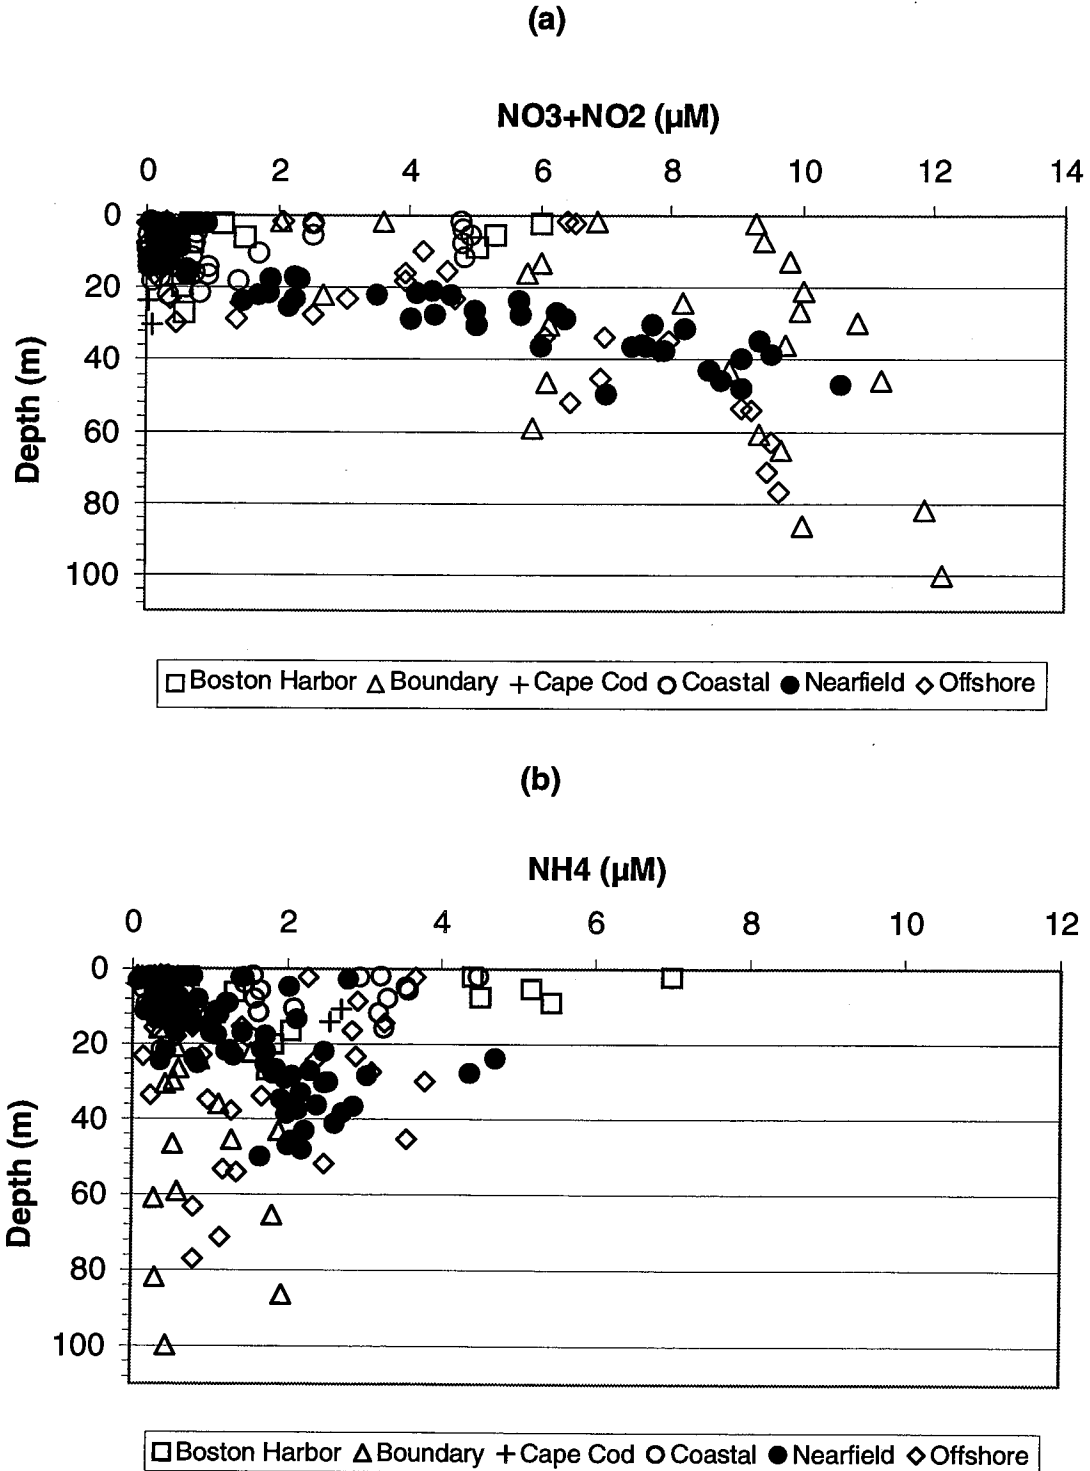 (a)
NO3+NO2 (µM)
0 2 4 6 8 10 12 14
0
20
40
60
80
100
Depth (m)
Boston Harbor Boundary Cape Cod Coastal Nearfield Offshore
(b)
NH4 (µM)
0 2 4 6 8 10 12
0
20
40
60
80
100
Depth (m)
Boston Harbor Boundary Cape Cod Coastal Nearfield Offshore